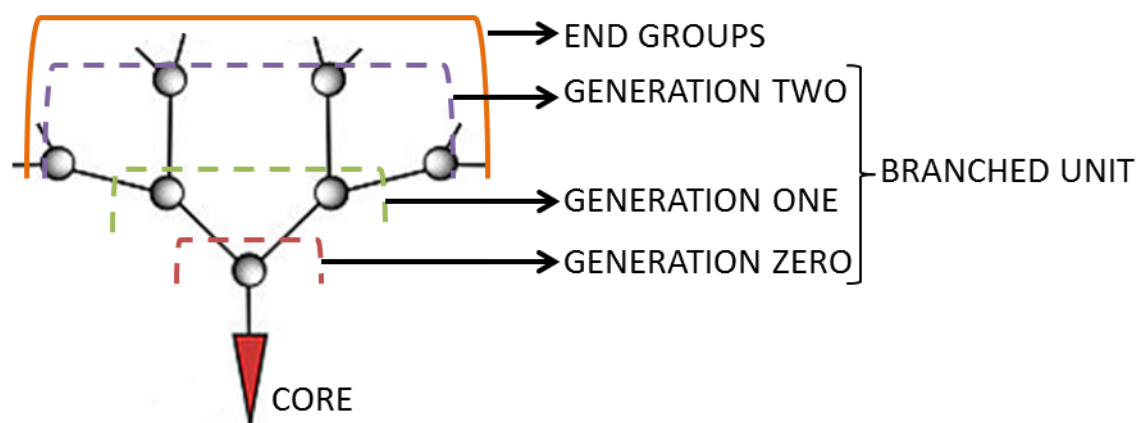 END GROUPS
GENERATION TWO
BRANCHED UNIT
GENERATION ONE
GENERATION ZERO
CORE